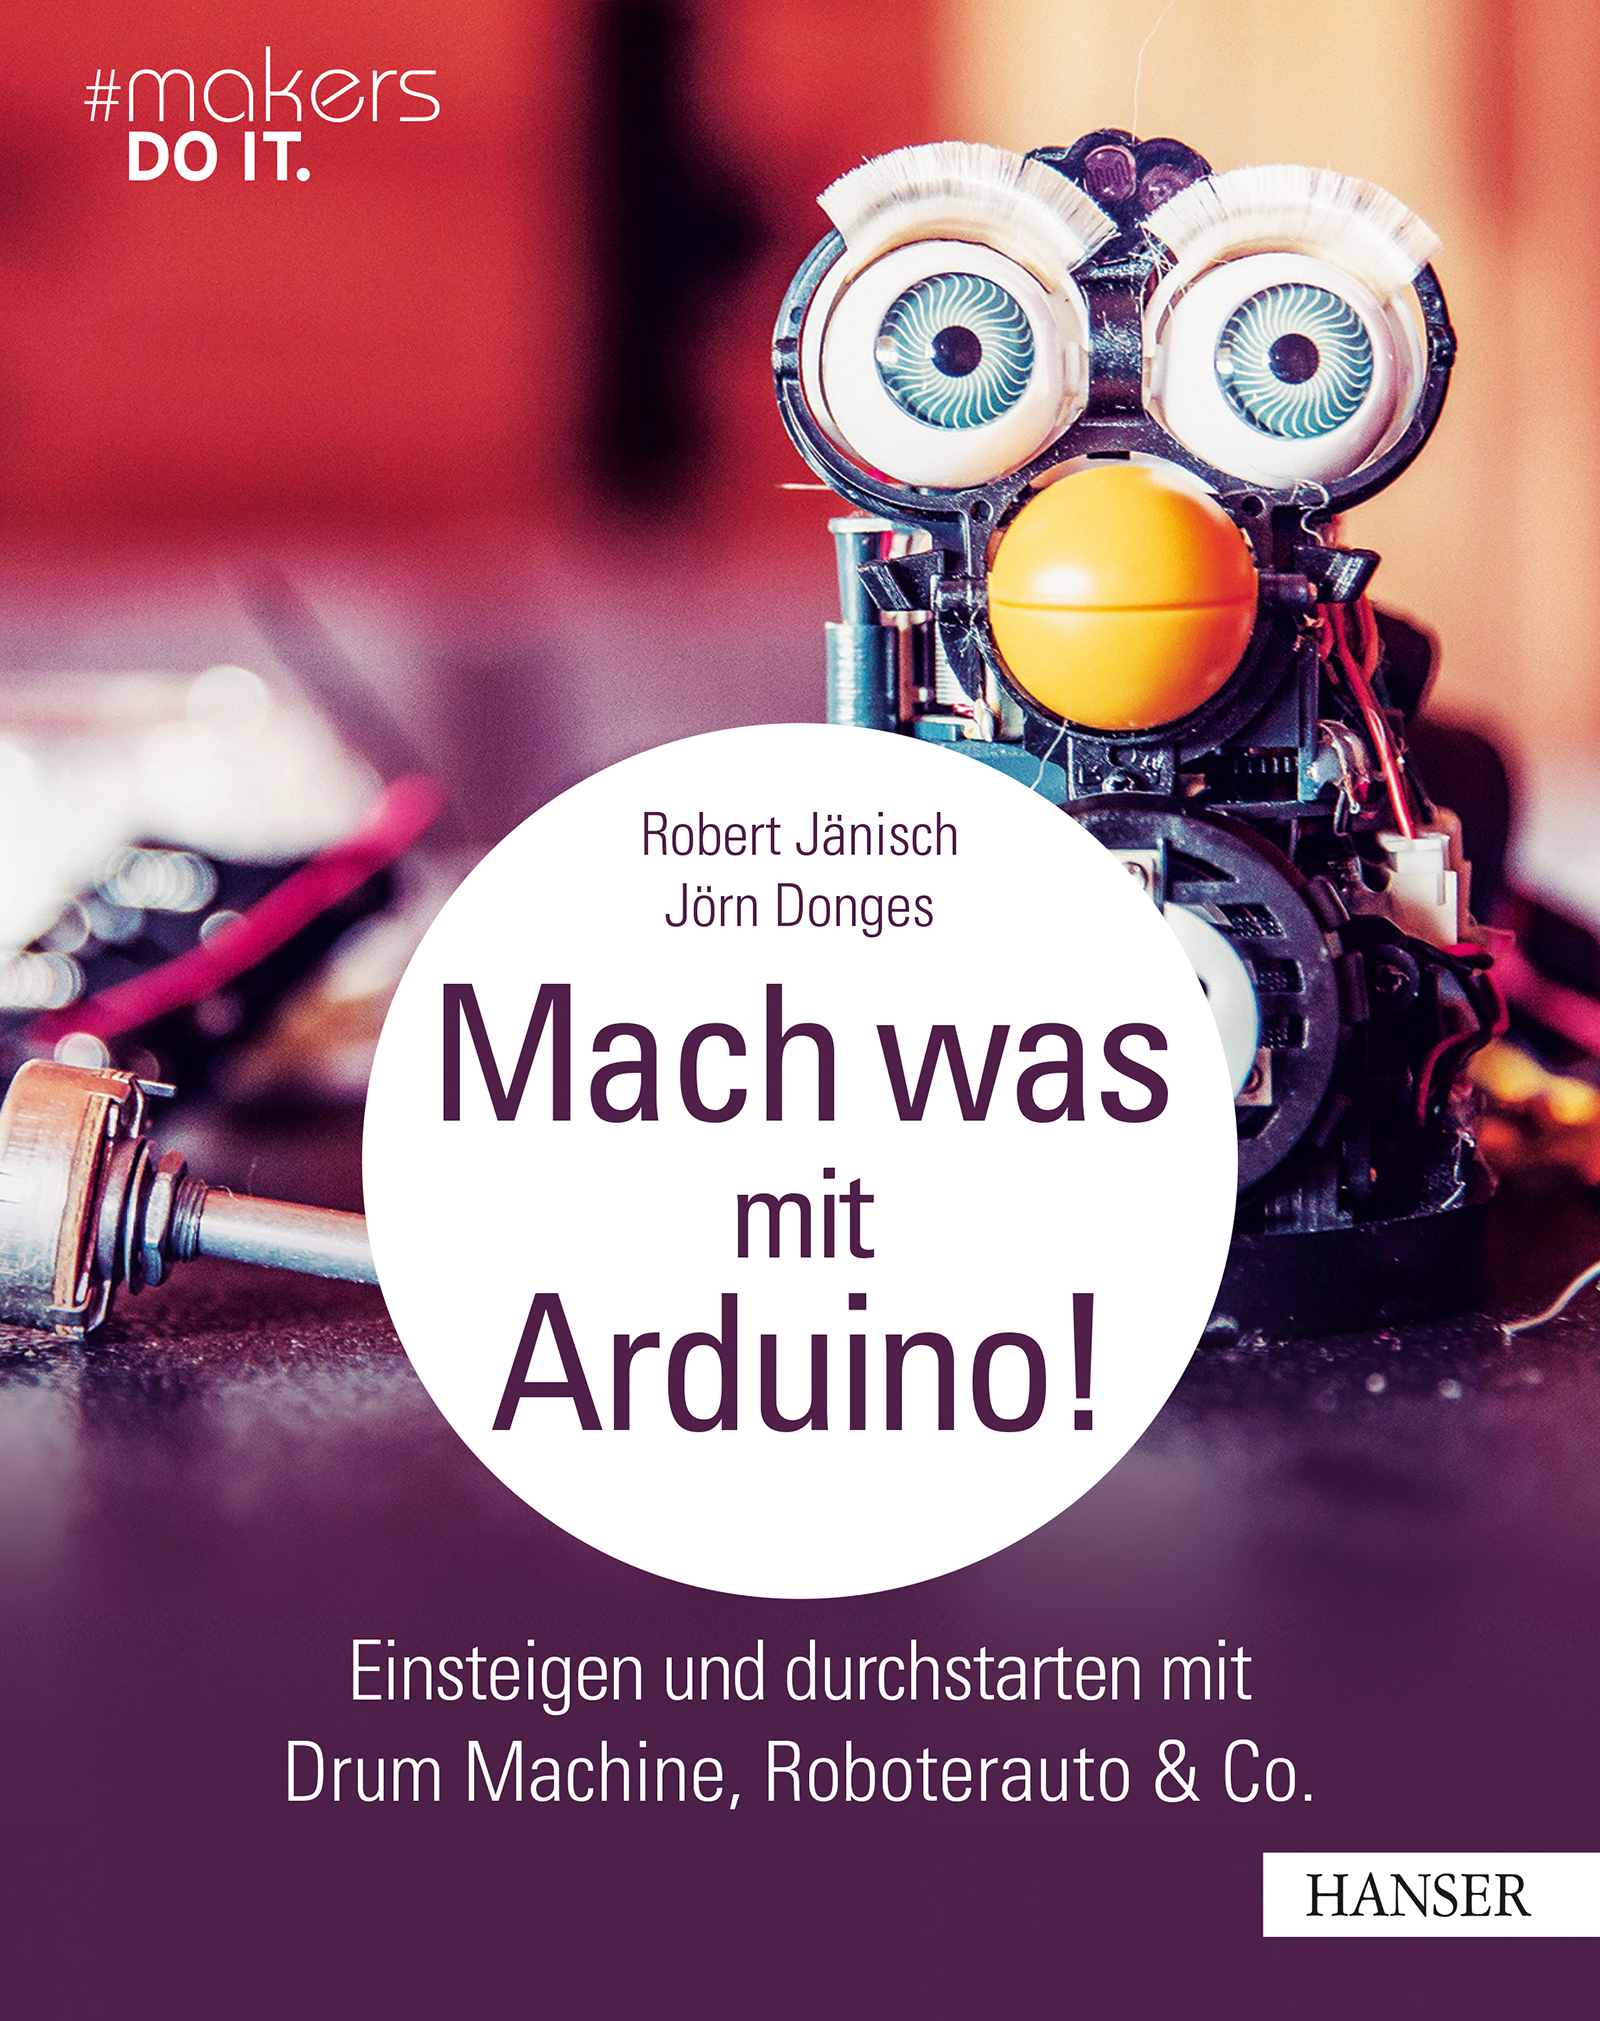 #makers
DO IT.
Robert Jänisch
Jörn Donges
Mach was
mit
Arduino!
Einsteigen und durchstarten mit
Drum Machine, Roboterauto & Co.
HANSER